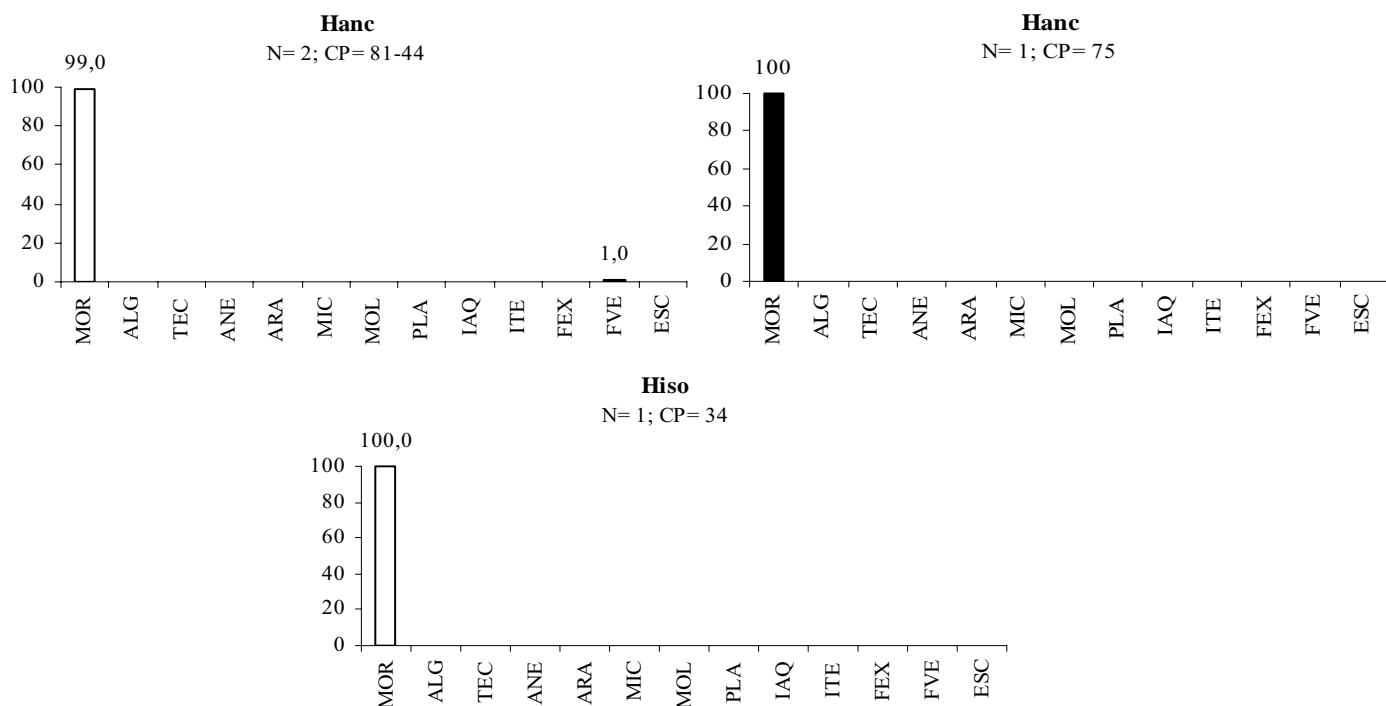 Hanc
N= 2; CP= 81-44
99,0
100
80
60
40
20
0
1,0
MOR ALG TEC ANE ARA MIC MOL PLA IAQ ITE FEX FVE ESC
Hanc
N= 1; CP= 75
100
100
80
60
40
20
0
MOR ALG TEC ANE ARA MIC MOL PLA IAQ ITE FEX FVE ESC
Hiso
N= 1; CP= 34
100,0
100
80
60
40
20
0
MOR ALG TEC ANE ARA MIC MOL PLA IAQ ITE FEX FVE ESC